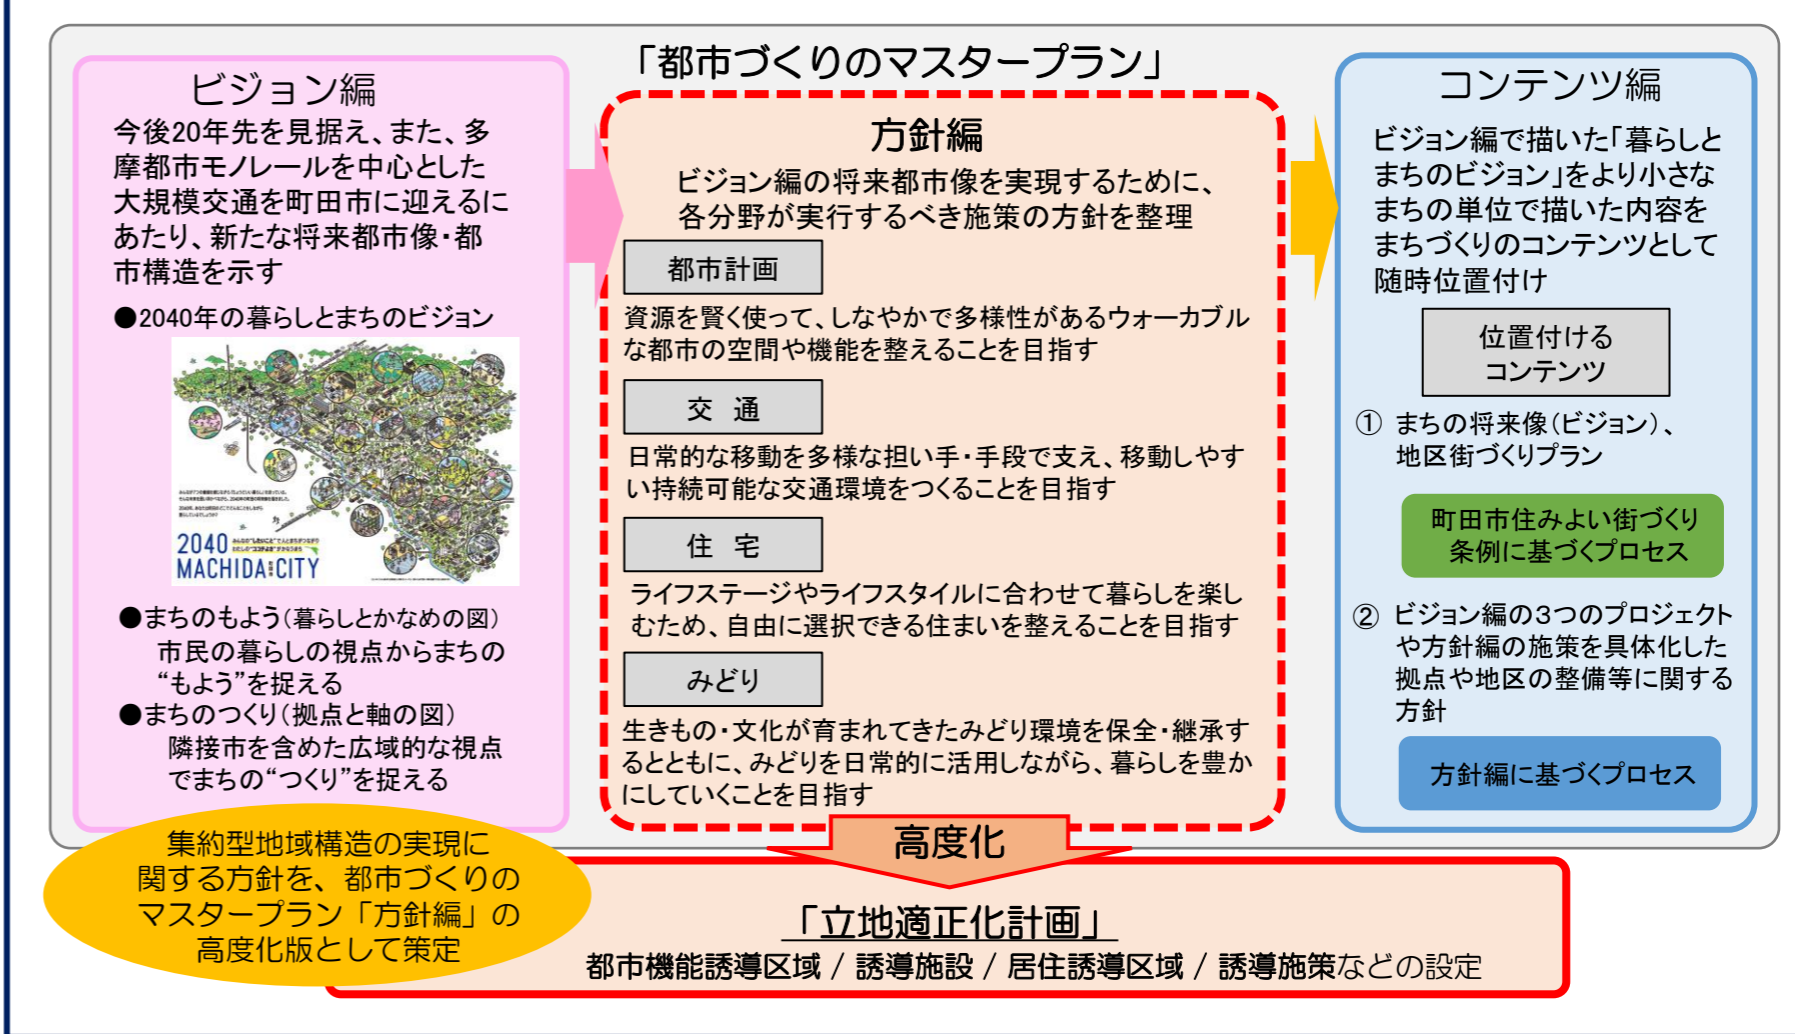 「都市づくりのマスタープラン」
ビジョン編
今後20年先を見据え、また、多
摩都市モノレールを中心とした
大規模交通を町田市に迎えるに
あたり、新たな将来都市像・都
市構造を示す
●2040年の暮らしとまちのビジョン
2040
MACHIDA CITY
●まちのもよう（暮らしとかなめの図）
市民の暮らしの視点からまちの
“もよう”を捉える
●まちのつくり（拠点と軸の図）
隣接市を含めた広域的な視点
でまちの“つくり”を捉える
方針編
ビジョン編の将来都市像を実現するために、
各分野が実行するべき施策の方針を整理
都市計画
資源を賢く使って、しなやかで多様性があるウォーカブル
な都市の空間や機能を整えることを目指す
交 通
日常的な移動を多様な担い手・手段で支え、移動しやす
い持続可能な交通環境をつくることを目指す
住 宅
ライフステージやライフスタイルに合わせて暮らしを楽し
むため、自由に選択できる住まいを整えることを目指す
みどり
生きもの・文化が育まれてきたみどり環境を保全・継承す
るとともに、みどりを日常的に活用しながら、暮らしを豊か
にしていくことを目指す
コンテンツ編
ビジョン編で描いた「暮らしと
まちのビジョン」をより小さな
まちの単位で描いた内容を
まちづくりのコンテンツとして
随時位置付け
位置付ける
コンテンツ
① まちの将来像（ビジョン）、
地区街づくりプラン
町田市住みよい街づくり
条例に基づくプロセス
② ビジョン編の３つのプロジェクト
や方針編の施策を具体化した
拠点や地区の整備等に関する
方針
方針編に基づくプロセス
高度化
集約型地域構造の実現に
関する方針を、都市づくりの
マスタープラン「方針編」の
高度化版として策定
「立地適正化計画」
都市機能誘導区域 / 誘導施設 / 居住誘導区域 / 誘導施策などの設定